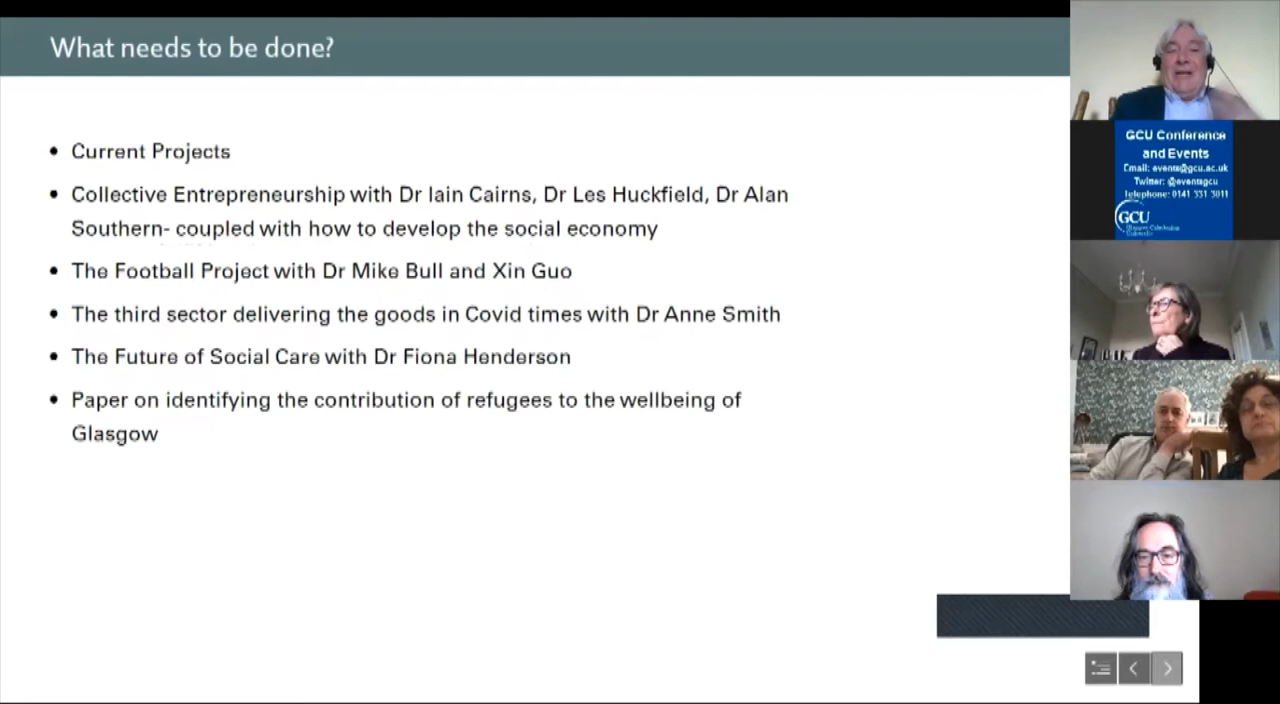 What needs to be done?
• Current Projects
• Collective Entrepreneurship with Dr Iain Cairns, Dr Les Huckfield, Dr Alan
Southern- coupled with how to develop the social economy
• The Football Project with Dr Mike Bull and Xin Guo
• The third sector delivering the goods in Covid times with Dr Anne Smith
• The Future of Social Care with Dr Fiona Henderson
• Paper on identifying the contribution of refugees to the wellbeing of
Glasgow
GCU Conference
and Events
Email: events@gcu.ac.uk
Twitter: @eventsgcu
Telephone: 0141 331 3011
GCU
Glasgow Caledonian
University